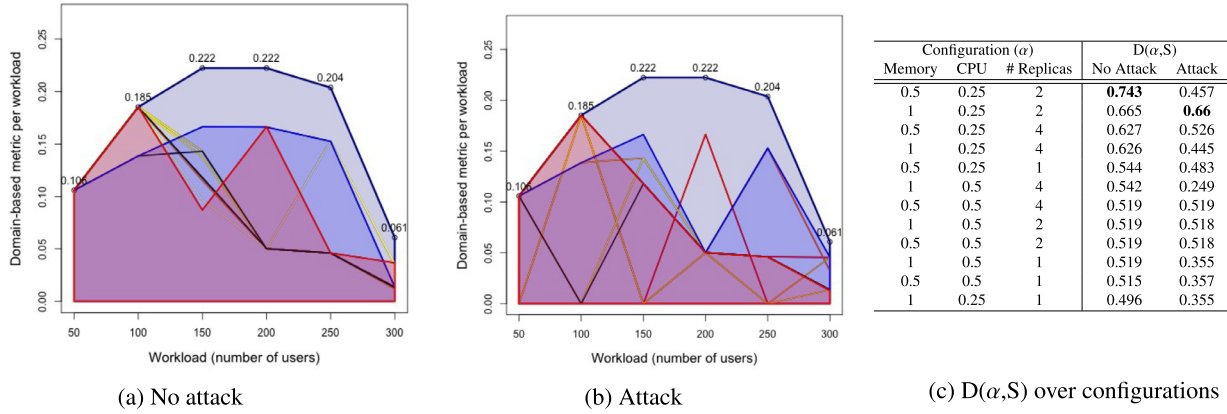 0.222
0.222
0.204
0.185
0.106
0.061
0.25
0.20
0.15
0.10
0.05
0.00
Domain-based metric per workload
50 100 150 200 250 300
Workload (number of users)
(a) No attack
0.222
0.222
0.204
0.185
0.106
0.061
0.25
0.20
0.15
0.10
0.05
0.00
Domain-based metric per workload
50 100 150 200 250 300
Workload (number of users)
(b) Attack
Configuration (α) D(α,S)
Memory CPU # Replicas No Attack Attack
0.5 0.25 2 0.743 0.457
1 0.25 2 0.665 0.66
0.5 0.25 4 0.627 0.526
1 0.25 4 0.626 0.445
0.5 0.25 1 0.544 0.483
1 0.5 4 0.542 0.249
0.5 0.5 4 0.519 0.519
1 0.5 2 0.519 0.518
0.5 0.5 2 0.519 0.518
1 0.5 1 0.519 0.355
0.5 0.5 1 0.515 0.357
1 0.25 1 0.496 0.355
(c) D(α,S) over configurations